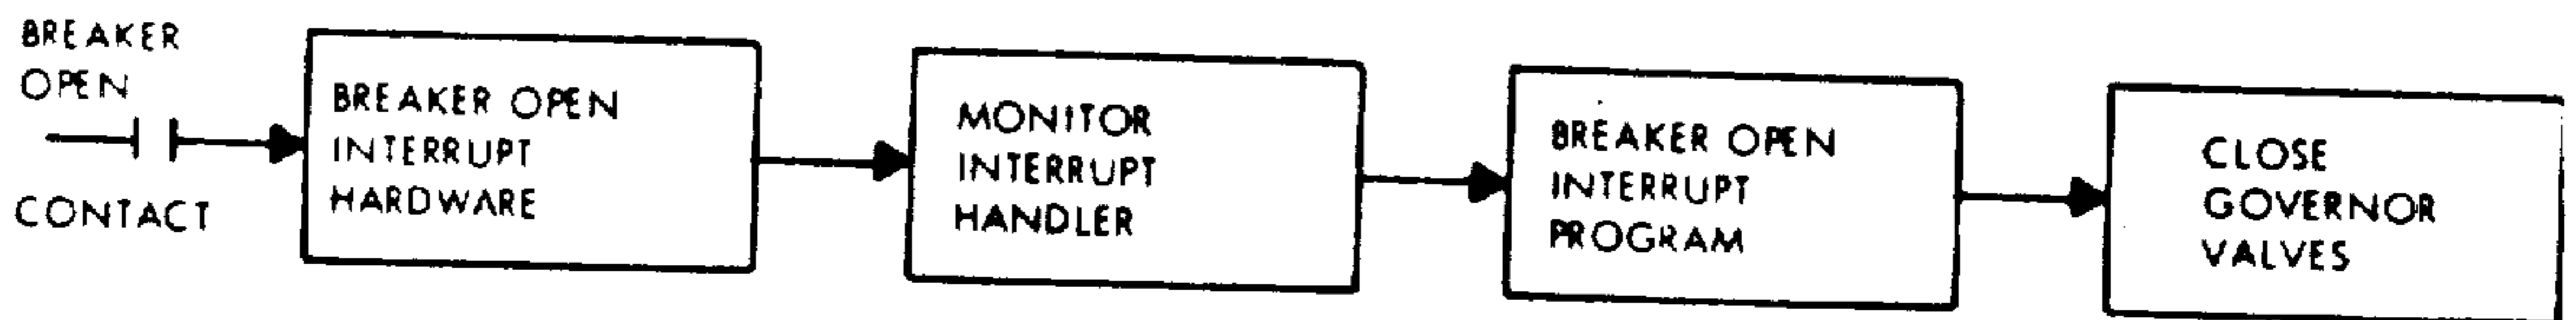 BREAKER
OPEN
CONTACT
BREAKER OPEN
INTERRUPT
HARDWARE
MONITOR
INTERRUPT
HANDLER
BREAKER OPEN
INTERRUPT
PROGRAM
CLOSE
GOVERNOR
VALVES